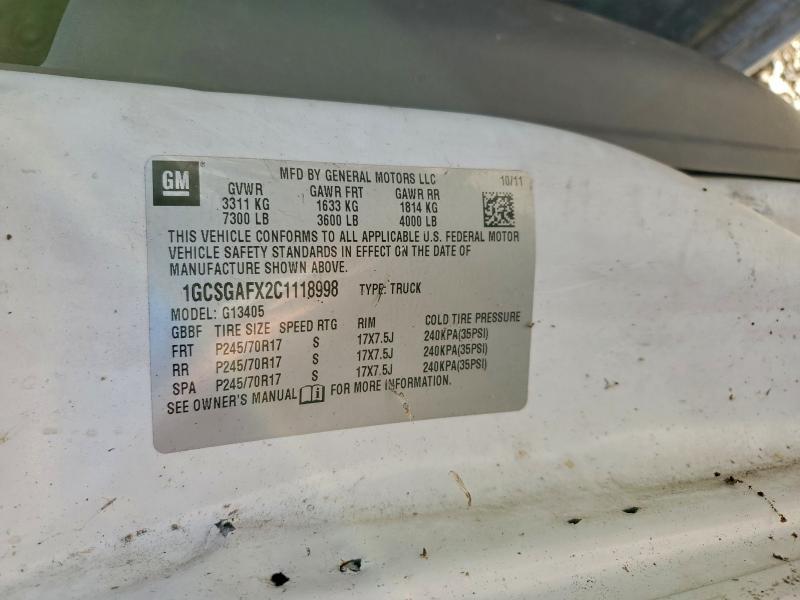 GM
MFD BY GENERAL MOTORS LLC 10/11
GVWR GAWR FRT GAWR RR
3311 KG 1633 KG 1814 KG
7300 LB 3600 LB 4000 LB
THIS VEHICLE CONFORMS TO ALL APPLICABLE U.S. FEDERAL MOTOR
VEHICLE SAFETY STANDARDS IN EFFECT ON THE DATE OF
MANUFACTURE SHOWN ABOVE.
1GCSGAFX2C1118998 TYPE: TRUCK
MODEL: G13405
GBBF TIRE SIZE SPEED RTG RIM COLD TIRE PRESSURE
FRT P245/70R17 S 17X7.5J 240KPA(35PSI)
RR P245/70R17 S 17X7.5J 240KPA(35PSI)
SPA P245/70R17 S 17X7.5J 240KPA(35PSI)
SEE OWNER'S MANUAL FOR MORE INFORMATION.